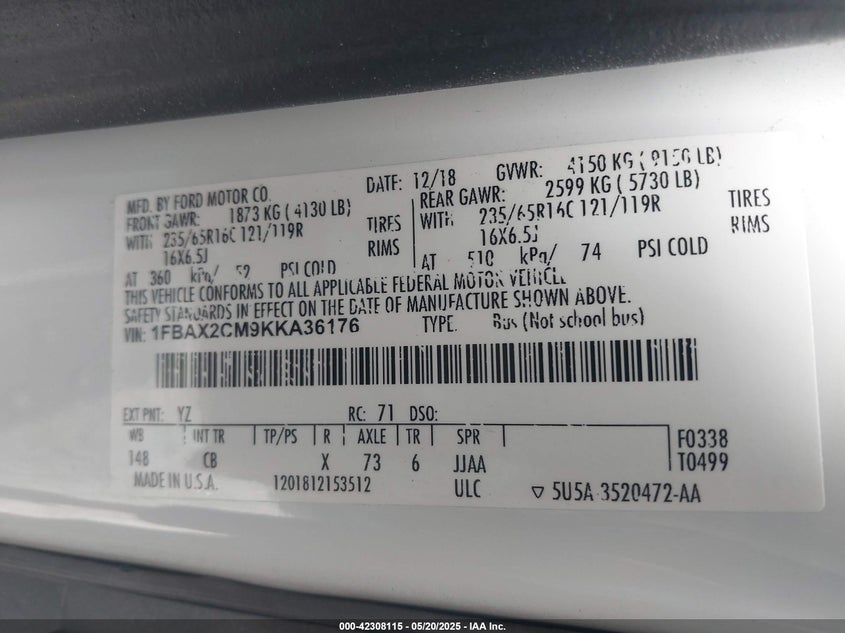 MFD. BY FORD MOTOR CO. DATE: 12/18 GVWR: 4150 KG ( 9150 LB)
FRONT GAWR: 1873 KG ( 4130 LB) REAR GAWR: 2599 KG ( 5730 LB)
WITH 235/65R16C 121/119R TIRES WITH 235/65R16C 121/119R TIRES
16X6.5J RIMS 16X6.5J RIMS
AT 360 kPa/ 52 PSI COLD AT 510 kPa/ 74 PSI COLD
THIS VEHICLE CONFORMS TO ALL APPLICABLE FEDERAL MOTOR VEHICLE
SAFETY STANDARDS IN EFFECT ON THE DATE OF MANUFACTURE SHOWN ABOVE.
VIN: 1FBAX2CM9KKA36176 TYPE: Bus (Not school bus)
EXT PNT: YZ RC: 71 DSO:
WB INT TR TP/PS R AXLE TR SPR F0338
148 CB X 73 6 JJAA T0499
MADE IN U.S.A. 1201812153512 ULC ▽ 5U5A-3520472-AA
000-42308115 - 05/20/2025 - IAA Inc.